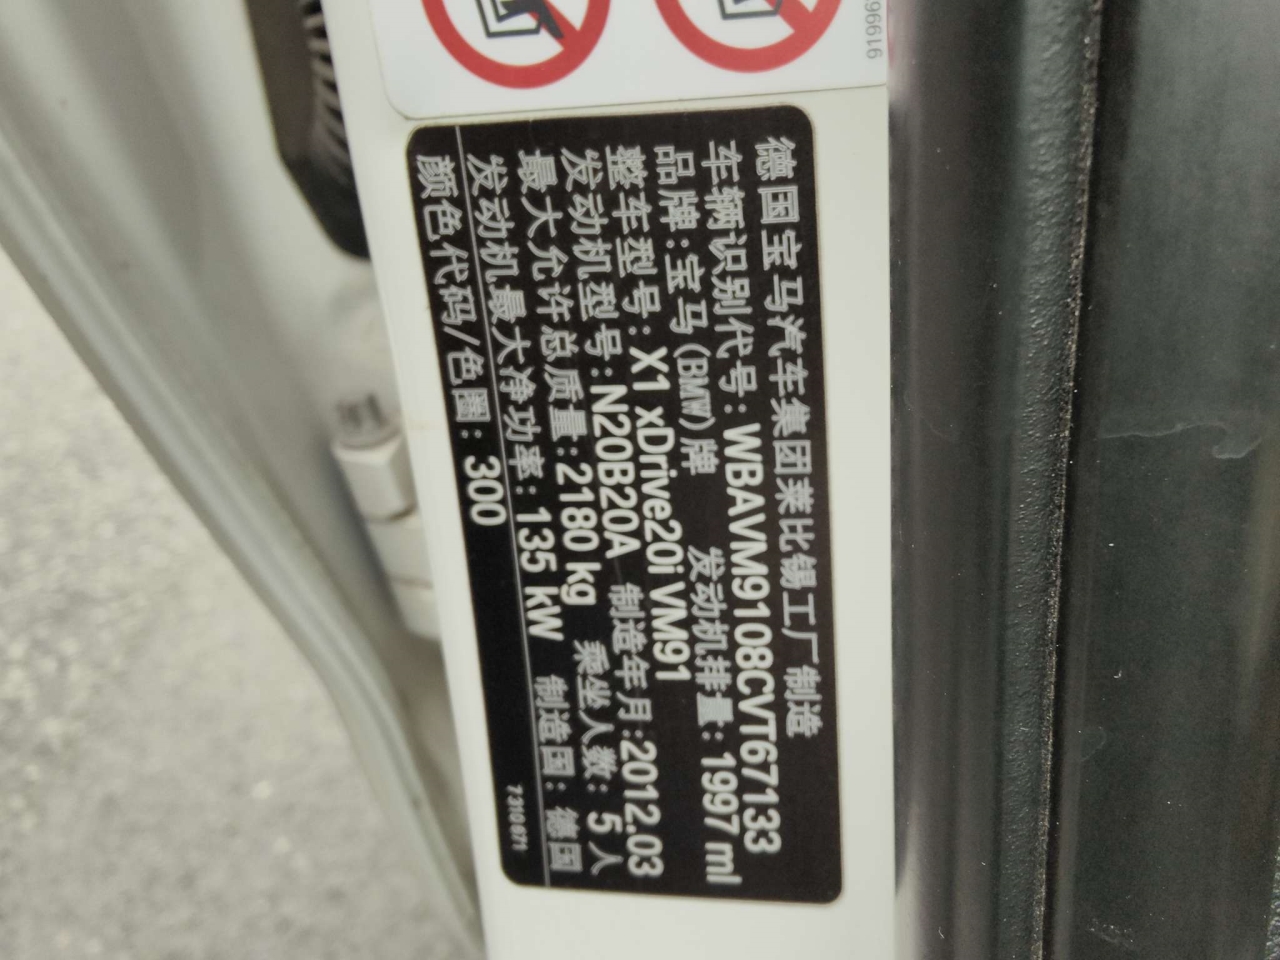 德国宝马汽车集团莱比锡工厂制造
车辆识别代号: WBAVM9108CVT67133
品牌:宝马(BMW)牌 发动机排量: 1997 ml
整车型号: X1 xDrive20i VM91
发动机型号: N20B20A 制造年月:2012.03
最大允许总质量:2180 kg 乘坐人数: 5 人
发动机最大净功率: 135 kW 制造国: 德国
颜色代码/色圈: 300
7 310 671